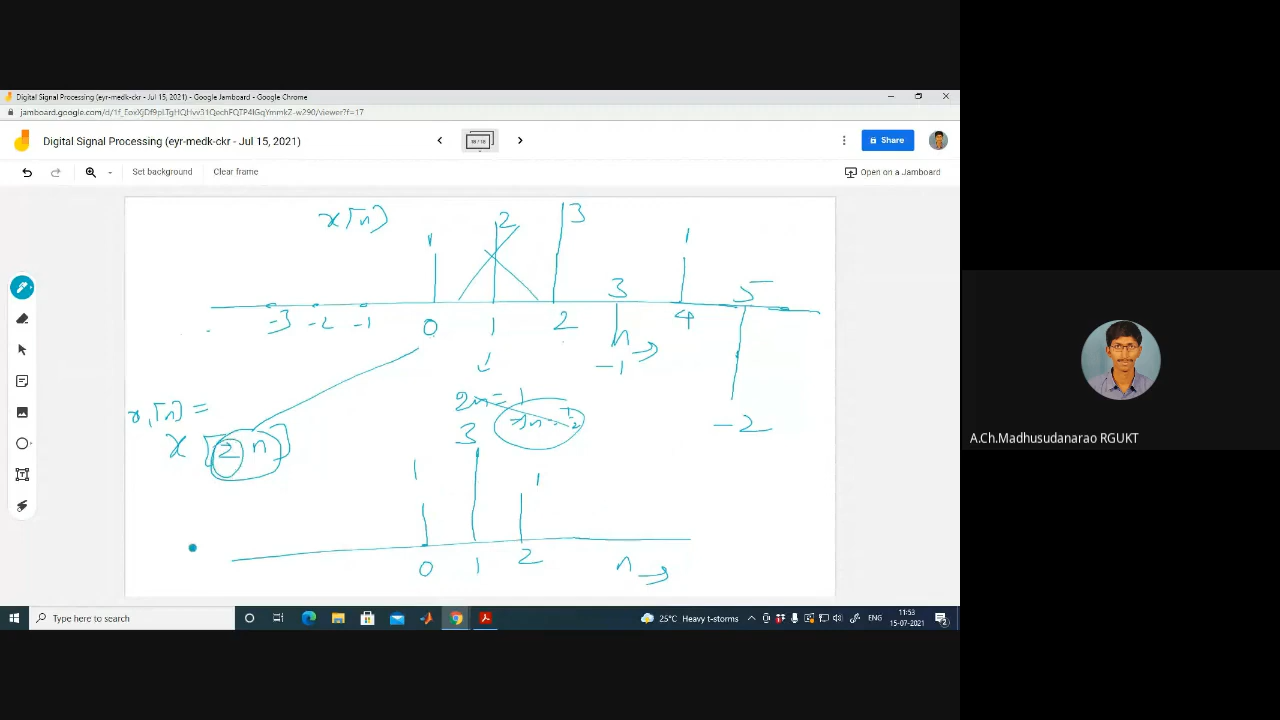 Digital Signal Processing (eyr-medk-ckr - Jul 15, 2021) - Google Jamboard - Google Chrome
Digital Signal Processing (eyr-medk-ckr - Jul 15, 2021)
Share
Set background
Clear frame
Open on a Jamboard
x[n]
1 2 3 3 1 5
-3 -2 -1 0 1 2 n→ 4
-1
-2
2n = 1
x₁[n] =
x [2n]
1 3 1
0 1 2 n→
A.Ch.Madhusudanarao RGUKT
Type here to search
25°C Heavy t-storms
ENG
11:53
15-07-2021
2